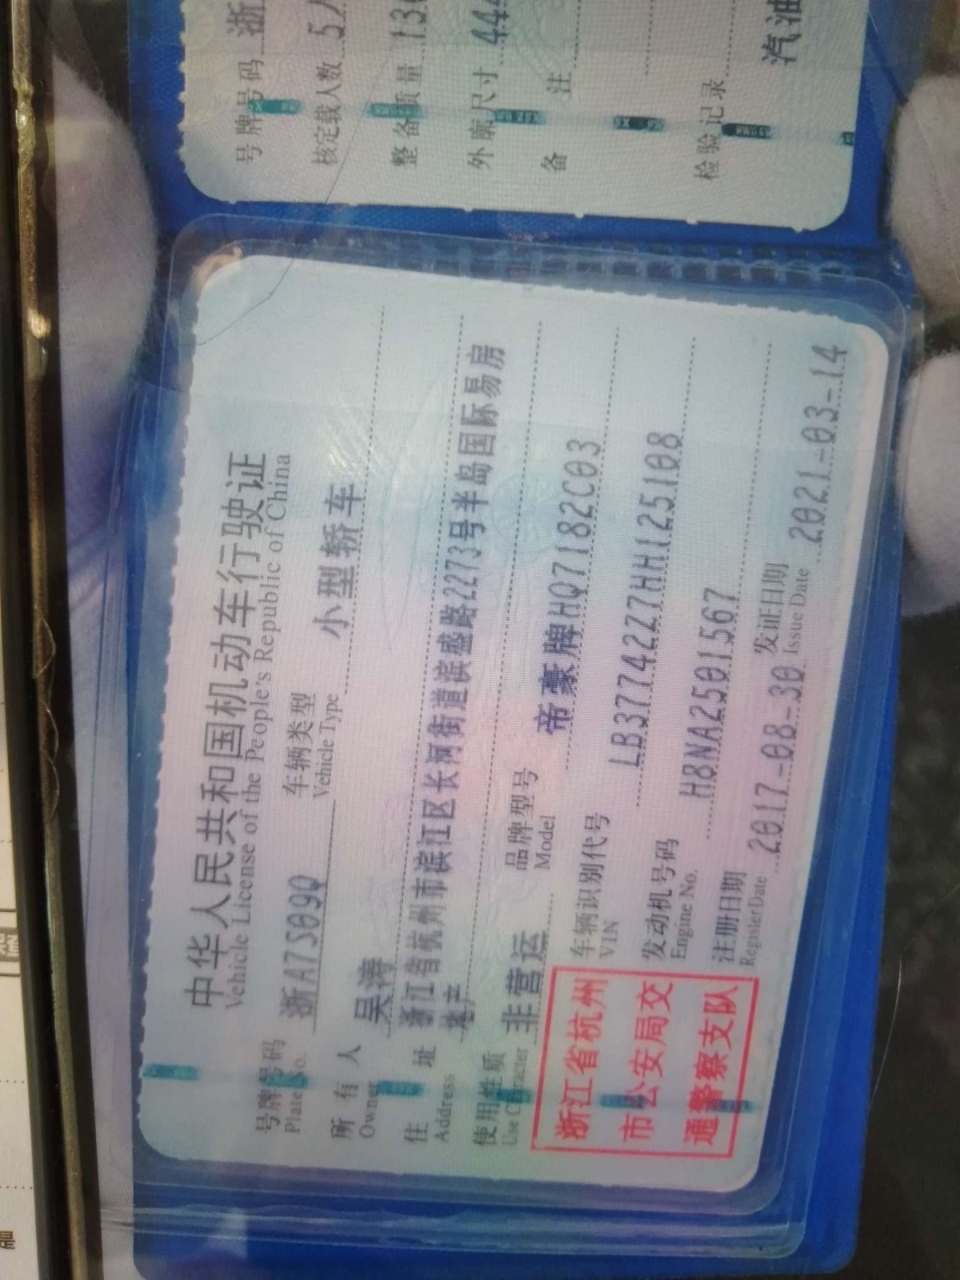 中华人民共和国机动车行驶证
Vehicle License of the People's Republic of China
号牌号码 浙A7S09Q 车辆类型 小型轿车
Plate No. Vehicle Type
所有人 吴涛
Owner
住址 浙江省杭州市滨江区长河街道滨盛路2273号半岛国际易房
Address 地产
使用性质 非营运 品牌型号 帝豪牌HQ7182C03
Use Character Model
浙江省杭州
市公安局交
通警察支队
车辆识别代号 LB37742Z7HH125108
VIN
发动机号码 H8NA2501567
Engine No.
注册日期 2017-08-30 发证日期 2021-03-14
Register Date Issue Date
号牌号码 浙
核定载人数 5人
整备质量 136
外廓尺寸 444
备注
检验记录
汽油